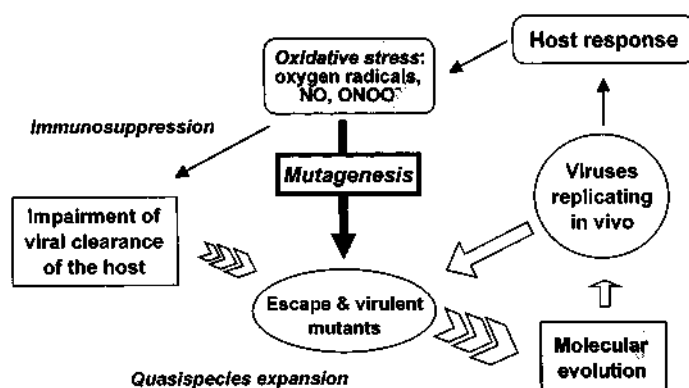 Host response
Oxidative stress:
oxygen radicals,
NO, ONOO⁻
Immunosuppression
Mutagenesis
Viruses
replicating
in vivo
Impairment of
viral clearance
of the host
Escape & virulent
mutants
Molecular
evolution
Quasispecies expansion